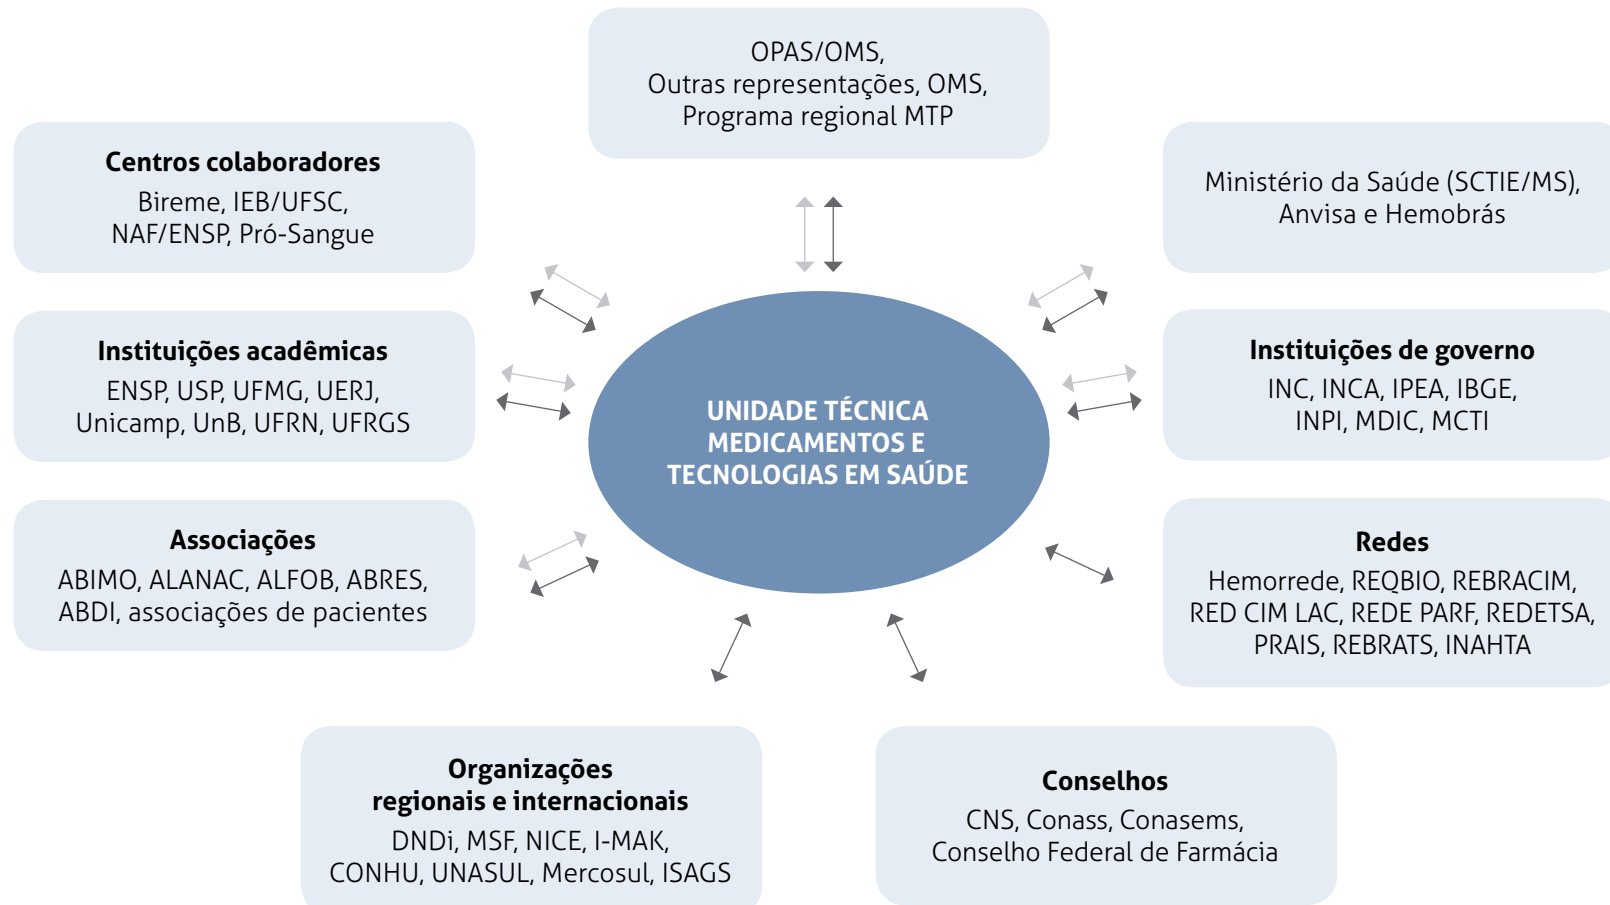 OPAS/OMS,
Outras representações, OMS,
Programa regional MTP
Centros colaboradores
Bireme, IEB/UFSC,
NAF/ENSP, Pró-Sangue
Ministério da Saúde (SCTIE/MS),
Anvisa e Hemobrás
Instituições acadêmicas
ENSP, USP, UFMG, UERJ,
Unicamp, UnB, UFRN, UFRGS
UNIDADE TÉCNICA
MEDICAMENTOS E
TECNOLOGIAS EM SAÚDE
Instituições de governo
INC, INCA, IPEA, IBGE,
INPI, MDIC, MCTI
Associações
ABIMO, ALANAC, ALFOB, ABRES,
ABDI, associações de pacientes
Redes
Hemorrede, REQBIO, REBRACIM,
RED CIM LAC, REDE PARF, REDETSA,
PRAIS, REBRATS, INAHTA
Organizações
regionais e internacionais
DNDi, MSF, NICE, I-MAK,
CONHU, UNASUL, Mercosul, ISAGS
Conselhos
CNS, Conass, Conasems,
Conselho Federal de Farmácia